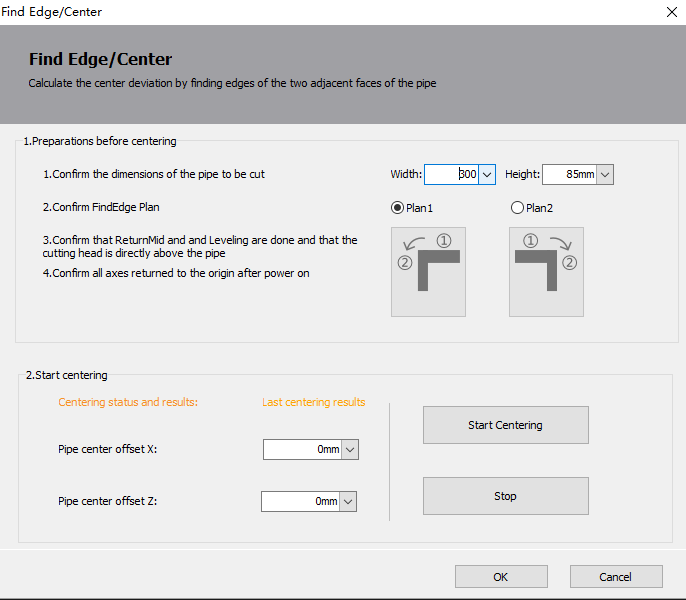 Find Edge/Center
Find Edge/Center
Calculate the center deviation by finding edges of the two adjacent faces of the pipe
1.Preparations before centering
1.Confirm the dimensions of the pipe to be cut
Width: 300 Height: 85mm
2.Confirm FindEdge Plan
Plan1 Plan2
3.Confirm that ReturnMid and and Leveling are done and that the
cutting head is directly above the pipe
4.Confirm all axes returned to the origin after power on
① ②
① ②
2.Start centering
Centering status and results: Last centering results
Pipe center offset X: 0mm
Pipe center offset Z: 0mm
Start Centering
Stop
OK Cancel